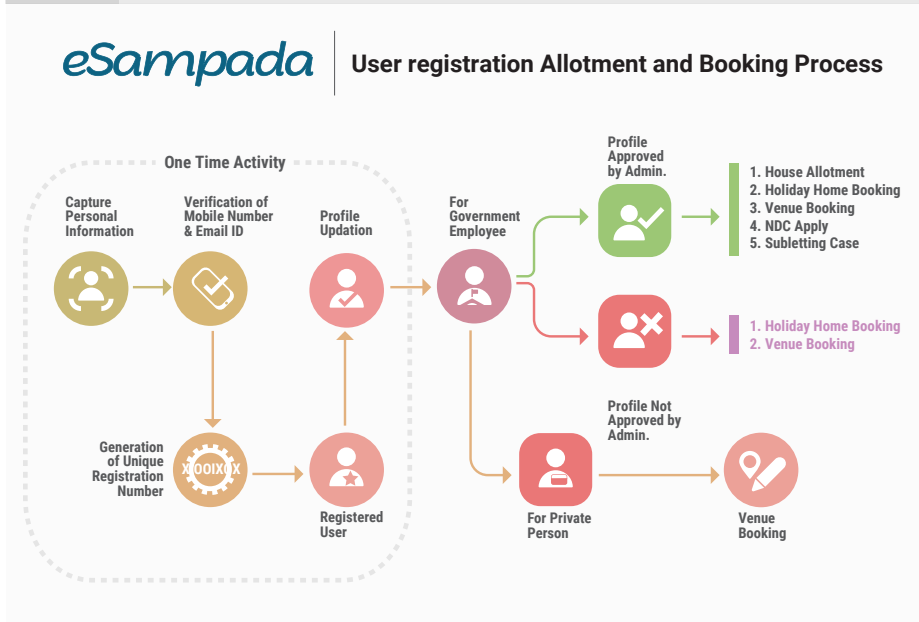 eSampada
User registration Allotment and Booking Process
One Time Activity
Capture
Personal
Information
Verification of
Mobile Number
& Email ID
Profile
Updation
For
Government
Employee
Profile
Approved
by Admin.
1. House Allotment
2. Holiday Home Booking
3. Venue Booking
4. NDC Apply
5. Subletting Case
1. Holiday Home Booking
2. Venue Booking
Profile Not
Approved by
Admin.
Generation
of Unique
Registration
Number
XOOIXOX
Registered
User
For Private
Person
Venue
Booking